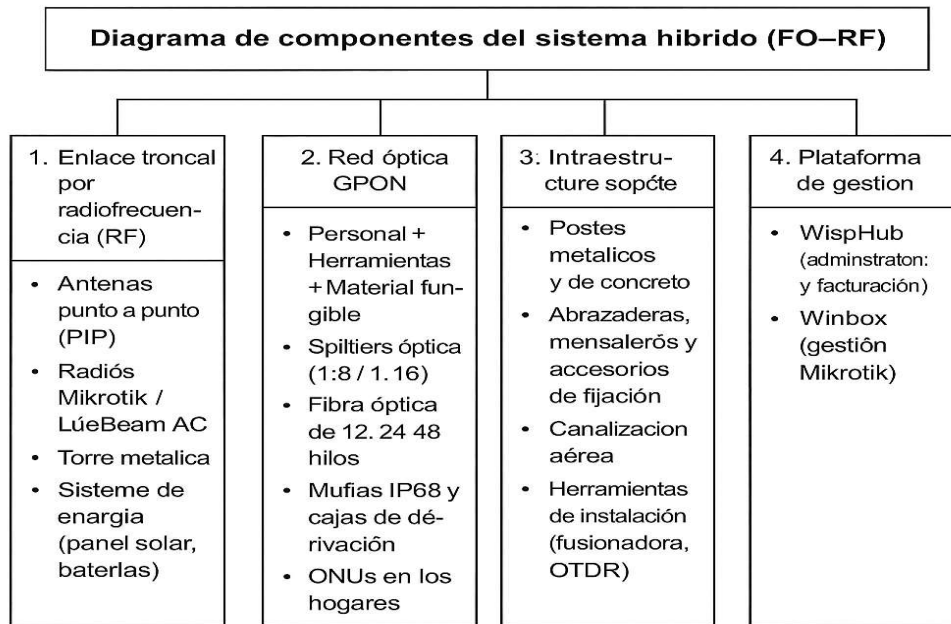 Diagrama de componentes del sistema hibrido (FO–RF)
1. Enlace troncal
por
radiofrecuen-
cia (RF)
• Antenas
punto a punto
(PIP)
• Radiós
Mikrotik /
LúeBeam AC
• Torre metalica
• Sisteme de
enargia
(panel solar,
baterlas)
2. Red óptica
GPON
• Personal +
Herramientas
+ Material fun-
gible
• Spiltiers óptica
(1:8 / 1.16)
• Fibra óptica
de 12. 24 48
hilos
• Mufias IP68 y
cajas de dé-
rivación
• ONUs en los
hogares
3: Intraestru-
cture sopćte
• Postes
metalicos
y de concreto
• Abrazaderas,
mensalerŏs y
accesorios
de fijación
• Canalizacion
aérea
• Herramientas
de instalación
(fusionadora,
OTDR)
4. Plataforma
de gestion
• WispHub
(adminstraton:
y facturación)
• Winbox
(gestiôn
Mikrotik)